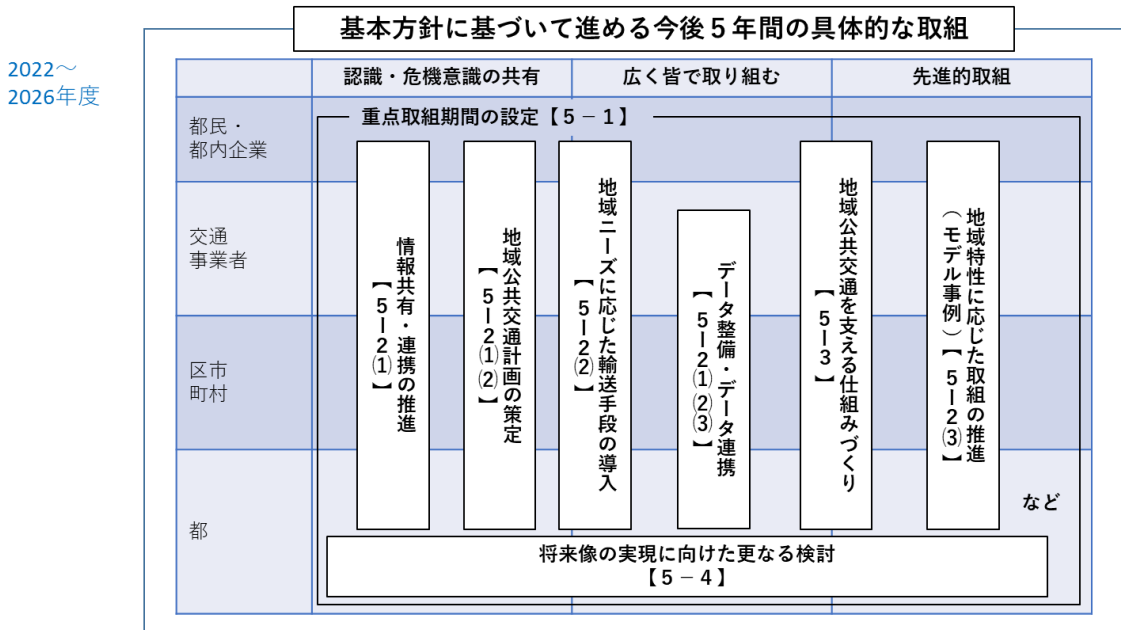 基本方針に基づいて進める今後５年間の具体的な取組
2022～
2026年度
認識・危機意識の共有
広く皆で取り組む
先進的取組
都民・
都内企業
交通
事業者
区市
町村
都
重点取組期間の設定【５－１】
情報共有・連携の推進
【５ー２⑴】
地域公共交通計画の策定
【５ー２⑴⑵】
地域ニーズに応じた輸送手段の導入
【５ー２⑵】
データ整備・データ連携
【５ー２⑴⑵⑶】
地域公共交通を支える仕組みづくり
【５ー３】
地域特性に応じた取組の推進
（モデル事例）【５ー２⑶】
など
将来像の実現に向けた更なる検討
【５－４】